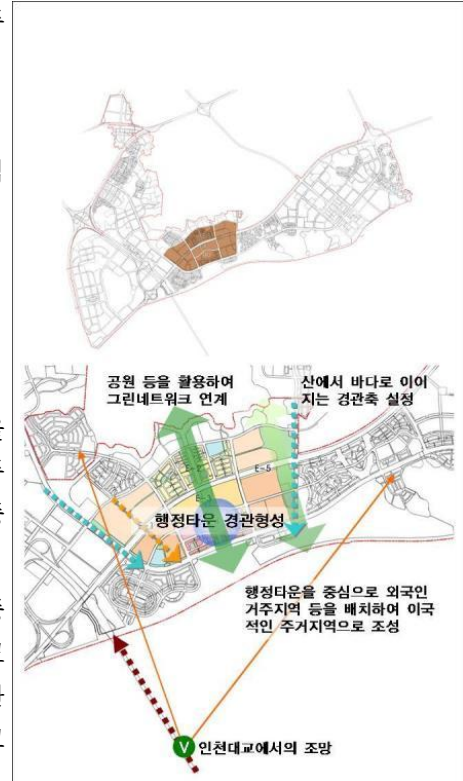 공원 등을 활용하여
그린네트워크 연계
산에서 바다로 이이
지는 경관축 설정
E-5
행정타운 경관형성
행정타운을 중심으로 외국인
거주지역 등을 배치하여 이국
적인 주거지역으로 조성
V 인천대교에서의 조망